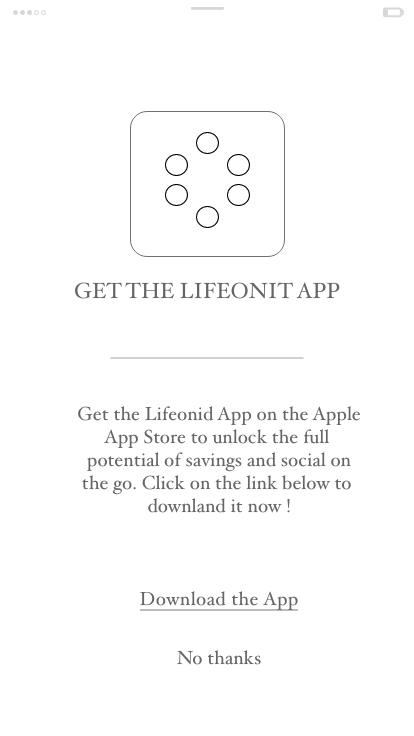 GET THE LIFEONIT APP
Get the Lifeonid App on the Apple
App Store to unlock the full
potential of savings and social on
the go. Click on the link below to
downland it now !
Download the App
No thanks